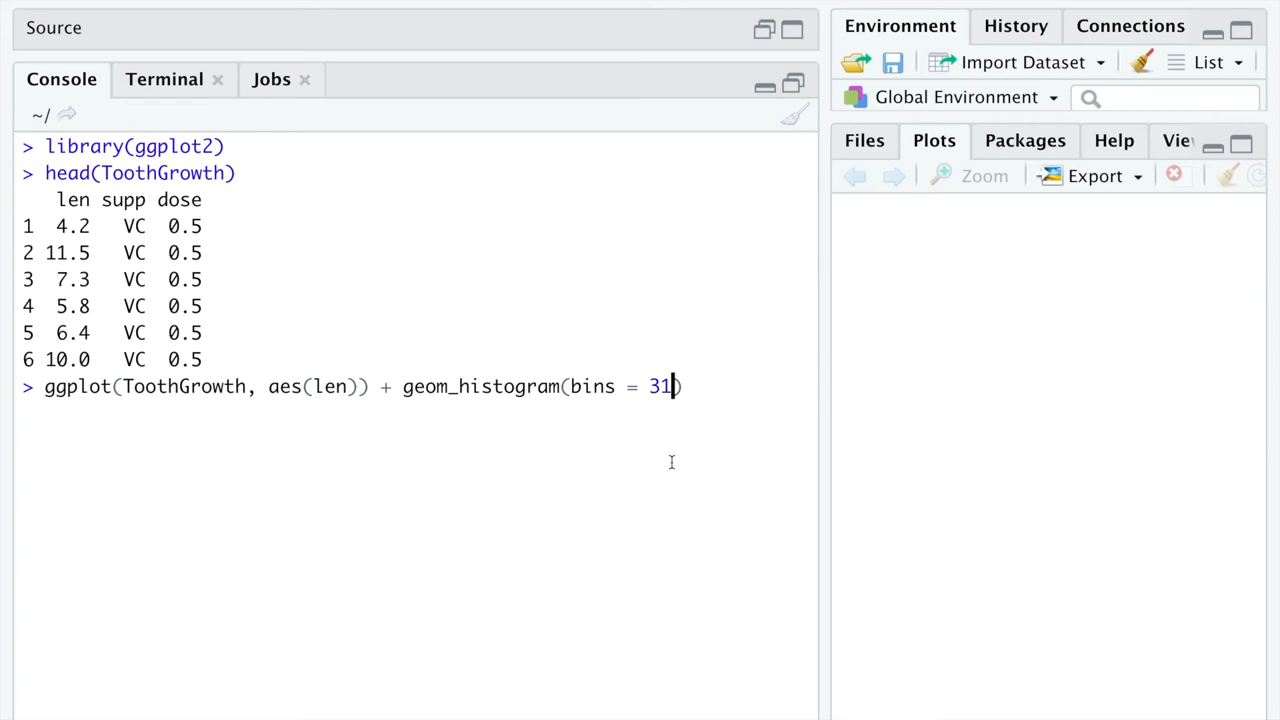 Source
Console Terminal Jobs
~/
> library(ggplot2)
> head(ToothGrowth)
len supp dose
1 4.2 VC 0.5
2 11.5 VC 0.5
3 7.3 VC 0.5
4 5.8 VC 0.5
5 6.4 VC 0.5
6 10.0 VC 0.5
> ggplot(ToothGrowth, aes(len)) + geom_histogram(bins = 31)
Environment History Connections
Import Dataset List
Global Environment
Files Plots Packages Help Vie
Zoom Export